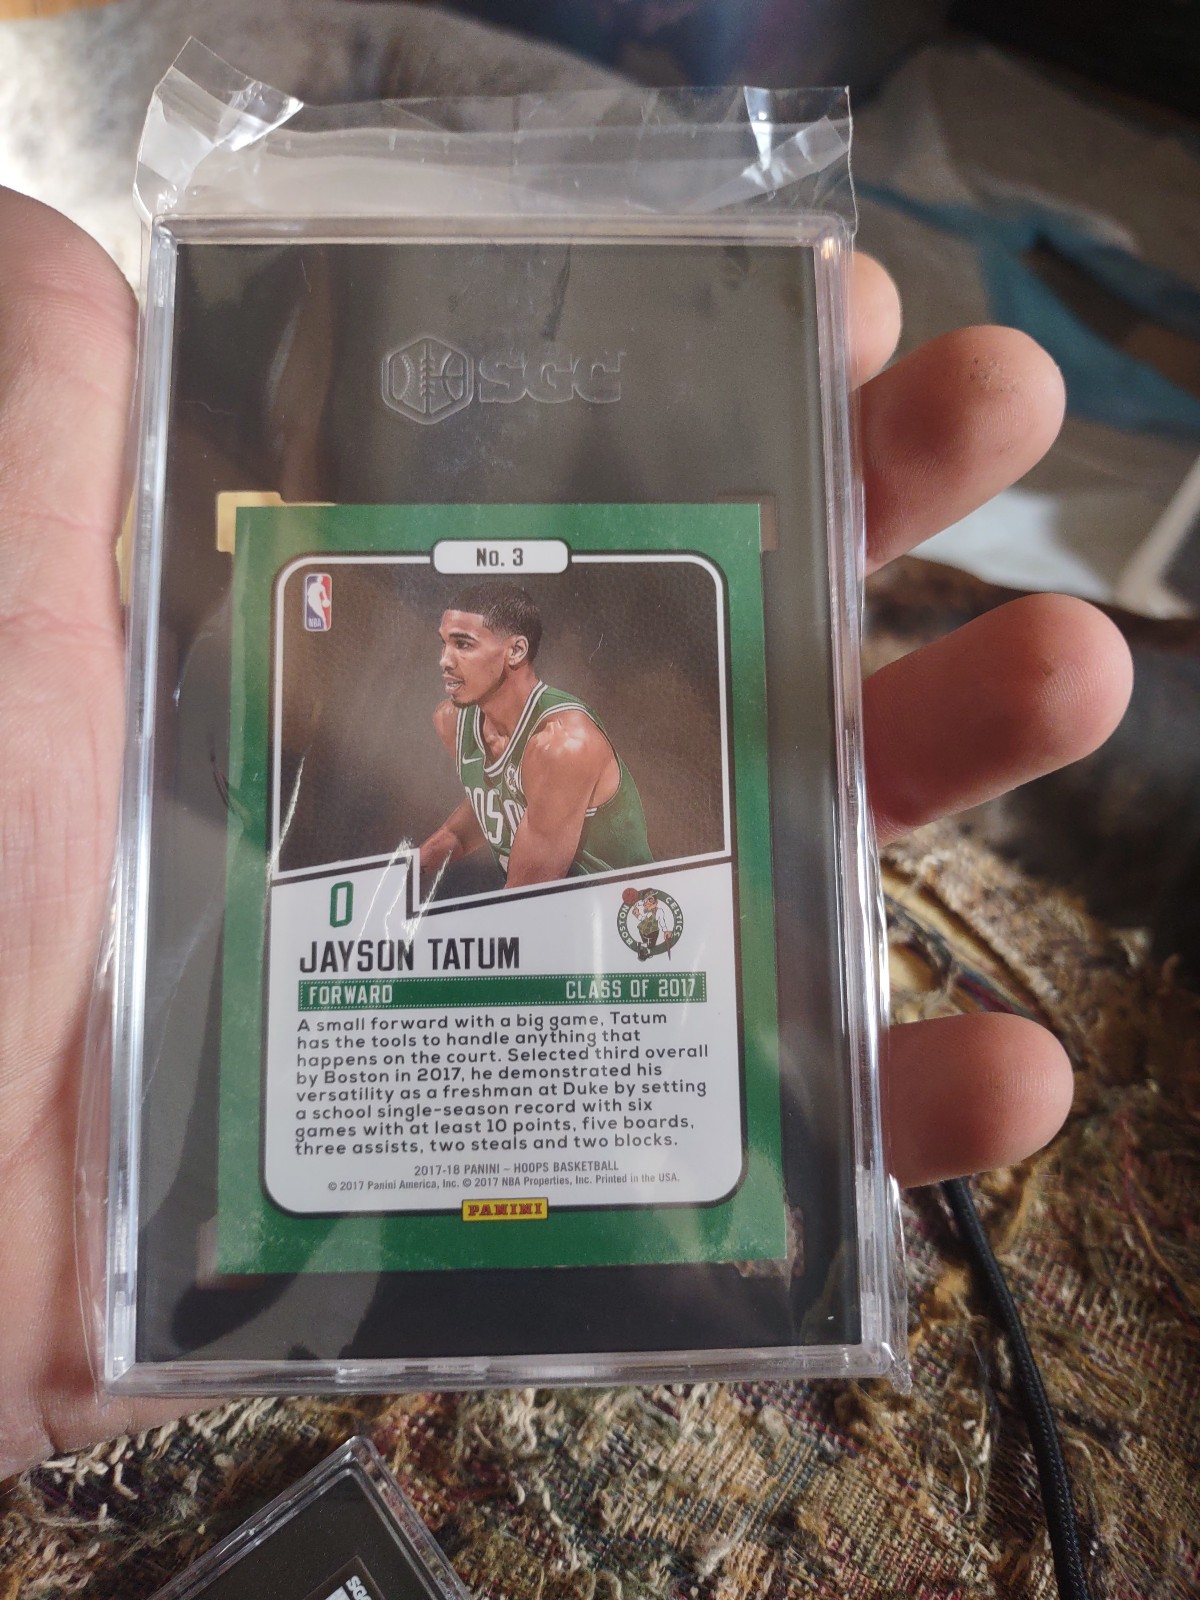 SGC
No. 3
NBA
BOSTON CELTICS
0
JAYSON TATUM
FORWARD CLASS OF 2017
A small forward with a big game, Tatum
has the tools to handle anything that
happens on the court. Selected third overall
by Boston in 2017, he demonstrated his
versatility as a freshman at Duke by setting
a school single-season record with six
games with at least 10 points, five boards,
three assists, two steals and two blocks.
2017-18 PANINI – HOOPS BASKETBALL
© 2017 Panini America, Inc. © 2017 NBA Properties, Inc. Printed in the USA.
PANINI